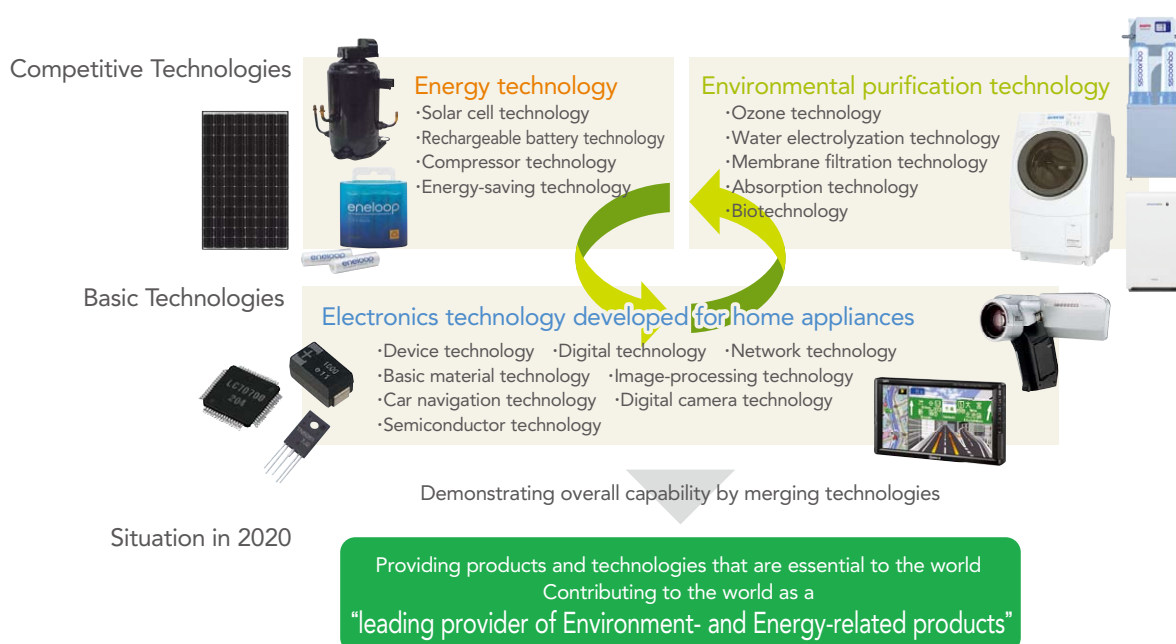 Competitive Technologies
Energy technology
·Solar cell technology
·Rechargeable battery technology
·Compressor technology
·Energy-saving technology
eneloop
eneloop
eneloop
Environmental purification technology
·Ozone technology
·Water electrolyzation technology
·Membrane filtration technology
·Absorption technology
·Biotechnology
Basic Technologies
Electronics technology developed for home appliances
·Device technology ·Digital technology ·Network technology
·Basic material technology ·Image-processing technology
·Car navigation technology ·Digital camera technology
·Semiconductor technology
Demonstrating overall capability by merging technologies
Situation in 2020
Providing products and technologies that are essential to the world
Contributing to the world as a
“leading provider of Environment- and Energy-related products”